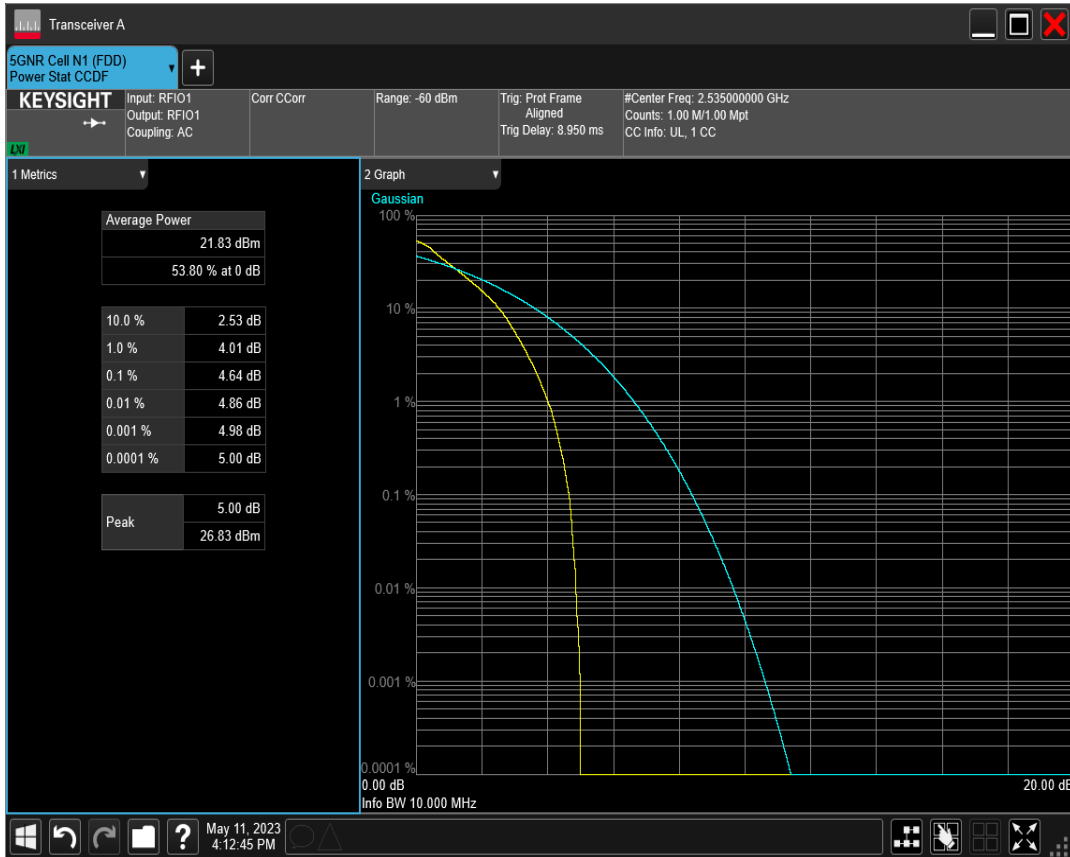 Transceiver A
5GNR Cell N1 (FDD)
Power Stat CCDF
+
KEYSIGHT
LXI
Input: RFIO1
Output: RFIO1
Coupling: AC
Corr CCorr
Range: -60 dBm
Trig: Prot Frame
Aligned
Trig Delay: 8.950 ms
#Center Freq: 2.535000000 GHz
Counts: 1.00 M/1.00 Mpt
CC Info: UL, 1 CC
1 Metrics
Average Power
21.83 dBm
53.80 % at 0 dB
10.0 % 2.53 dB
1.0 % 4.01 dB
0.1 % 4.64 dB
0.01 % 4.86 dB
0.001 % 4.98 dB
0.0001 % 5.00 dB
Peak
5.00 dB
26.83 dBm
2 Graph
Gaussian
100 %
10 %
1 %
0.1 %
0.01 %
0.001 %
0.0001 %
0.00 dB
20.00 dB
Info BW 10.000 MHz
?
May 11, 2023
4:12:45 PM